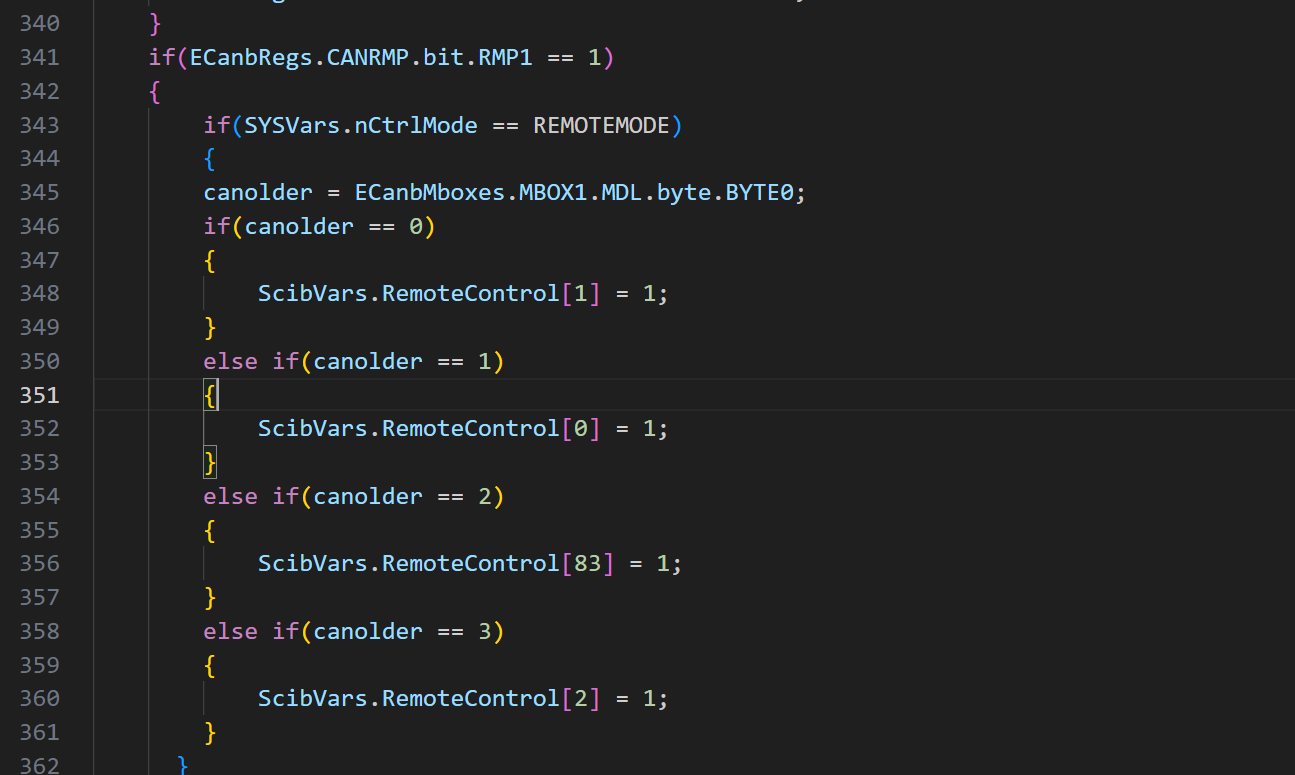 340 }
341 if(ECanbRegs.CANRMP.bit.RMP1 == 1)
342 {
343 if(SYSVars.nCtrlMode == REMOTEMODE)
344 {
345 canolder = ECanbMboxes.MBOX1.MDL.byte.BYTE0;
346 if(canolder == 0)
347 {
348 ScibVars.RemoteControl[1] = 1;
349 }
350 else if(canolder == 1)
351 {
352 ScibVars.RemoteControl[0] = 1;
353 }
354 else if(canolder == 2)
355 {
356 ScibVars.RemoteControl[83] = 1;
357 }
358 else if(canolder == 3)
359 {
360 ScibVars.RemoteControl[2] = 1;
361 }
362 }